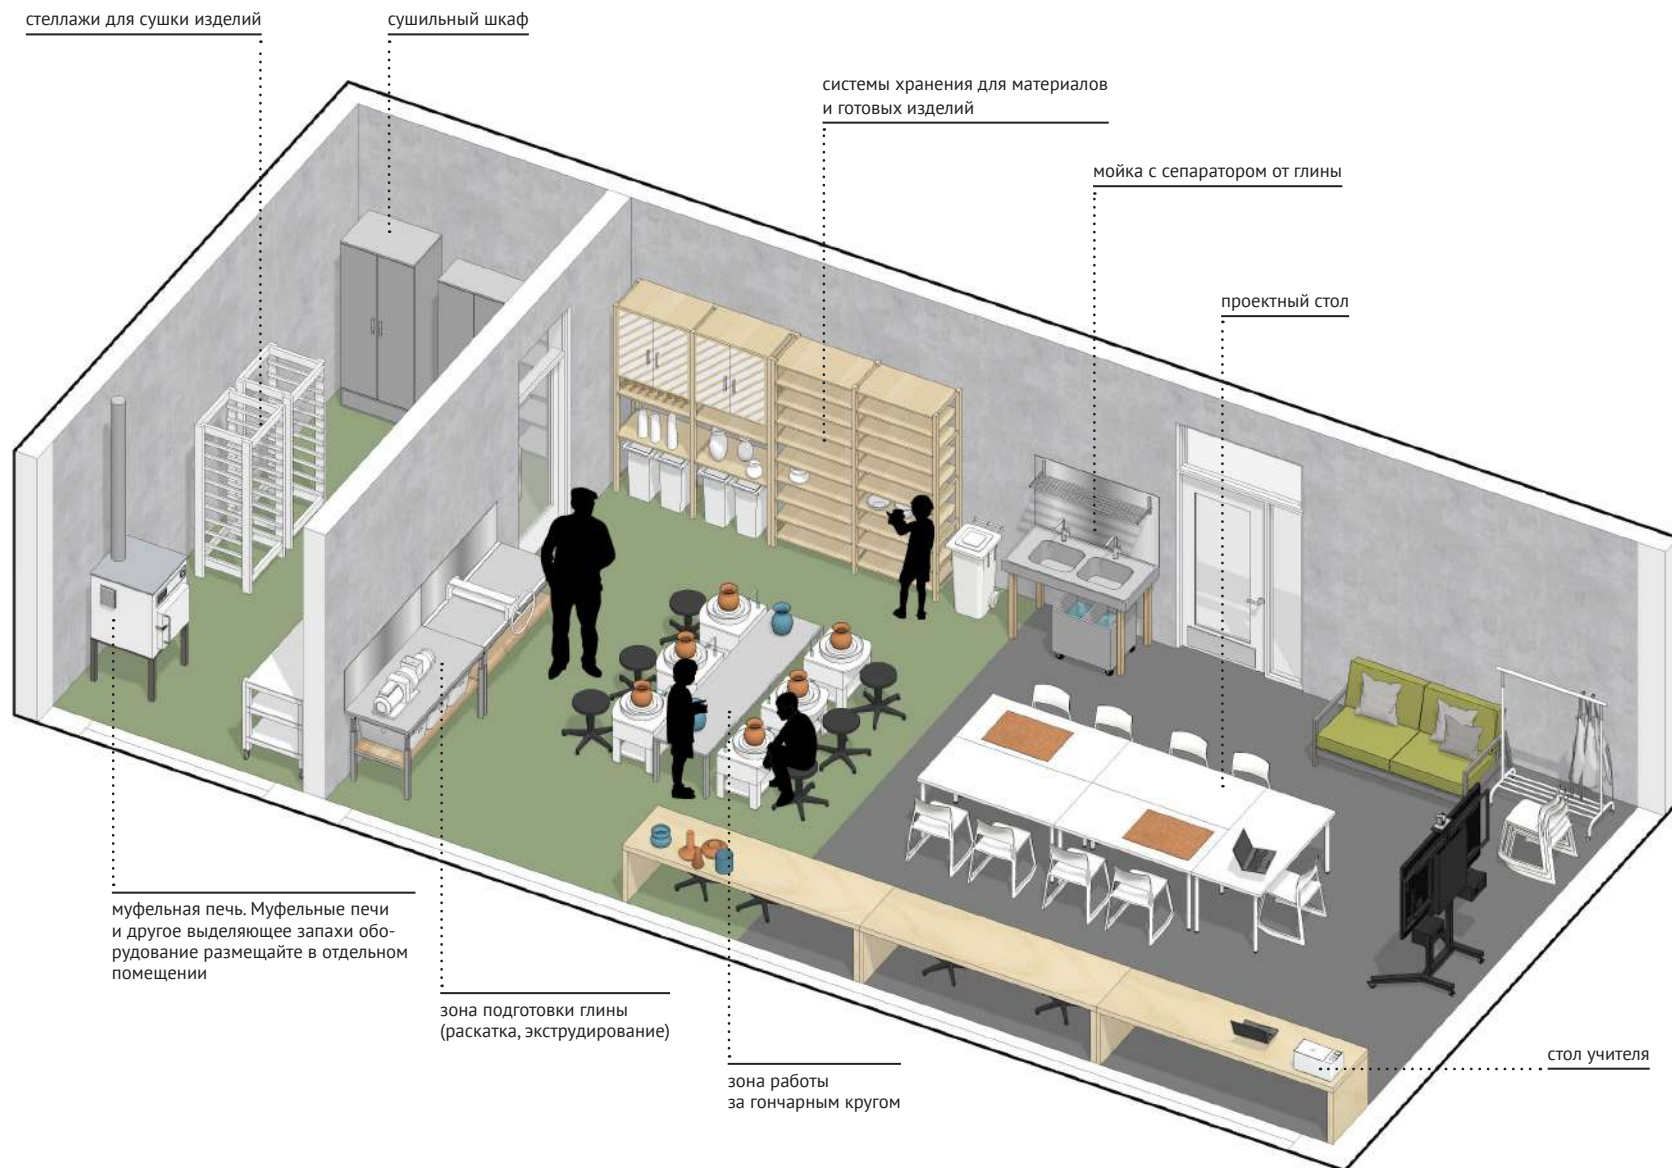 стеллажи для сушки изделий
сушильный шкаф
системы хранения для материалов
и готовых изделий
мойка с сепаратором от глины
проектный стол
муфельная печь. Муфельные печи
и другое выделяющее запахи обо-
рудование размещайте в отдельном
помещении
зона подготовки глины
(раскатка, экструдирование)
зона работы
за гончарным кругом
стол учителя